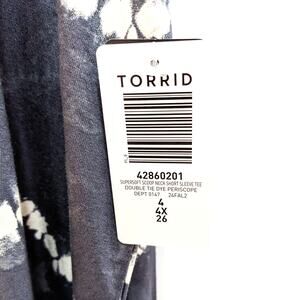 TORRID
42860201
SUPERSOFT SCOOP NECK SHORT SLEEVE TEE
DOUBLE TIE DYE PERISCOPE
DEPT 0147 24FAL2
4
4X
26